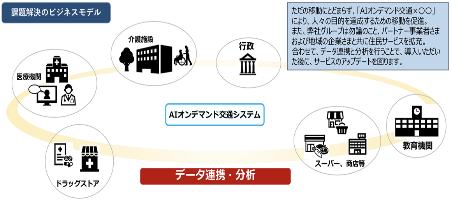 課題解決のビジネスモデル
ただの移動にとどまらず、「AIオンデマンド交通×〇〇」
により、人々の目的を達成するための移動を促進。
また、弊社グループは勿論のこと、パートナー事業者さま
および地域の企業さまと共に住民サービスを拡充。
合わせて、データ連携と分析を行うことで、導入いただい
た後に、サービスのアップデートを図ります。
介護施設
行政
医療機関
AIオンデマンド交通システム
教育機関
スーパー、商店等
ドラッグストア
データ連携・分析